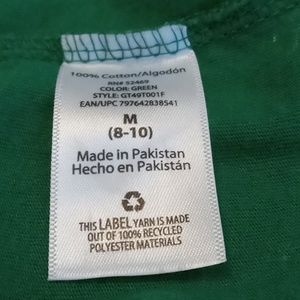 100% Cotton/Algodón
RN# 52469
COLOR: GREEN
STYLE: GT49T001F
EAN/UPC 797642838541
M
(8-10)
Made in Pakistan
Hecho en Pakistán
THIS LABEL YARN IS MADE
OUT OF 100% RECYCLED
POLYESTER MATERIALS